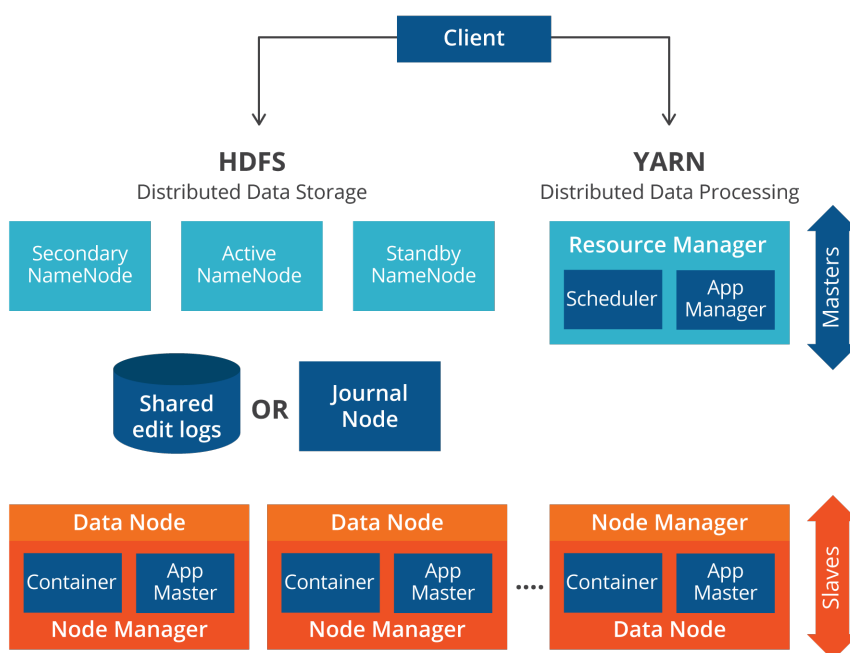 Client
HDFS
Distributed Data Storage
YARN
Distributed Data Processing
Secondary
NameNode
Active
NameNode
Standby
NameNode
Resource Manager
Scheduler
App
Manager
Masters
Shared
edit logs
OR
Journal
Node
Data Node
Container
App
Master
Node Manager
Data Node
Container
App
Master
Node Manager
....
Node Manager
Container
App
Master
Data Node
Slaves